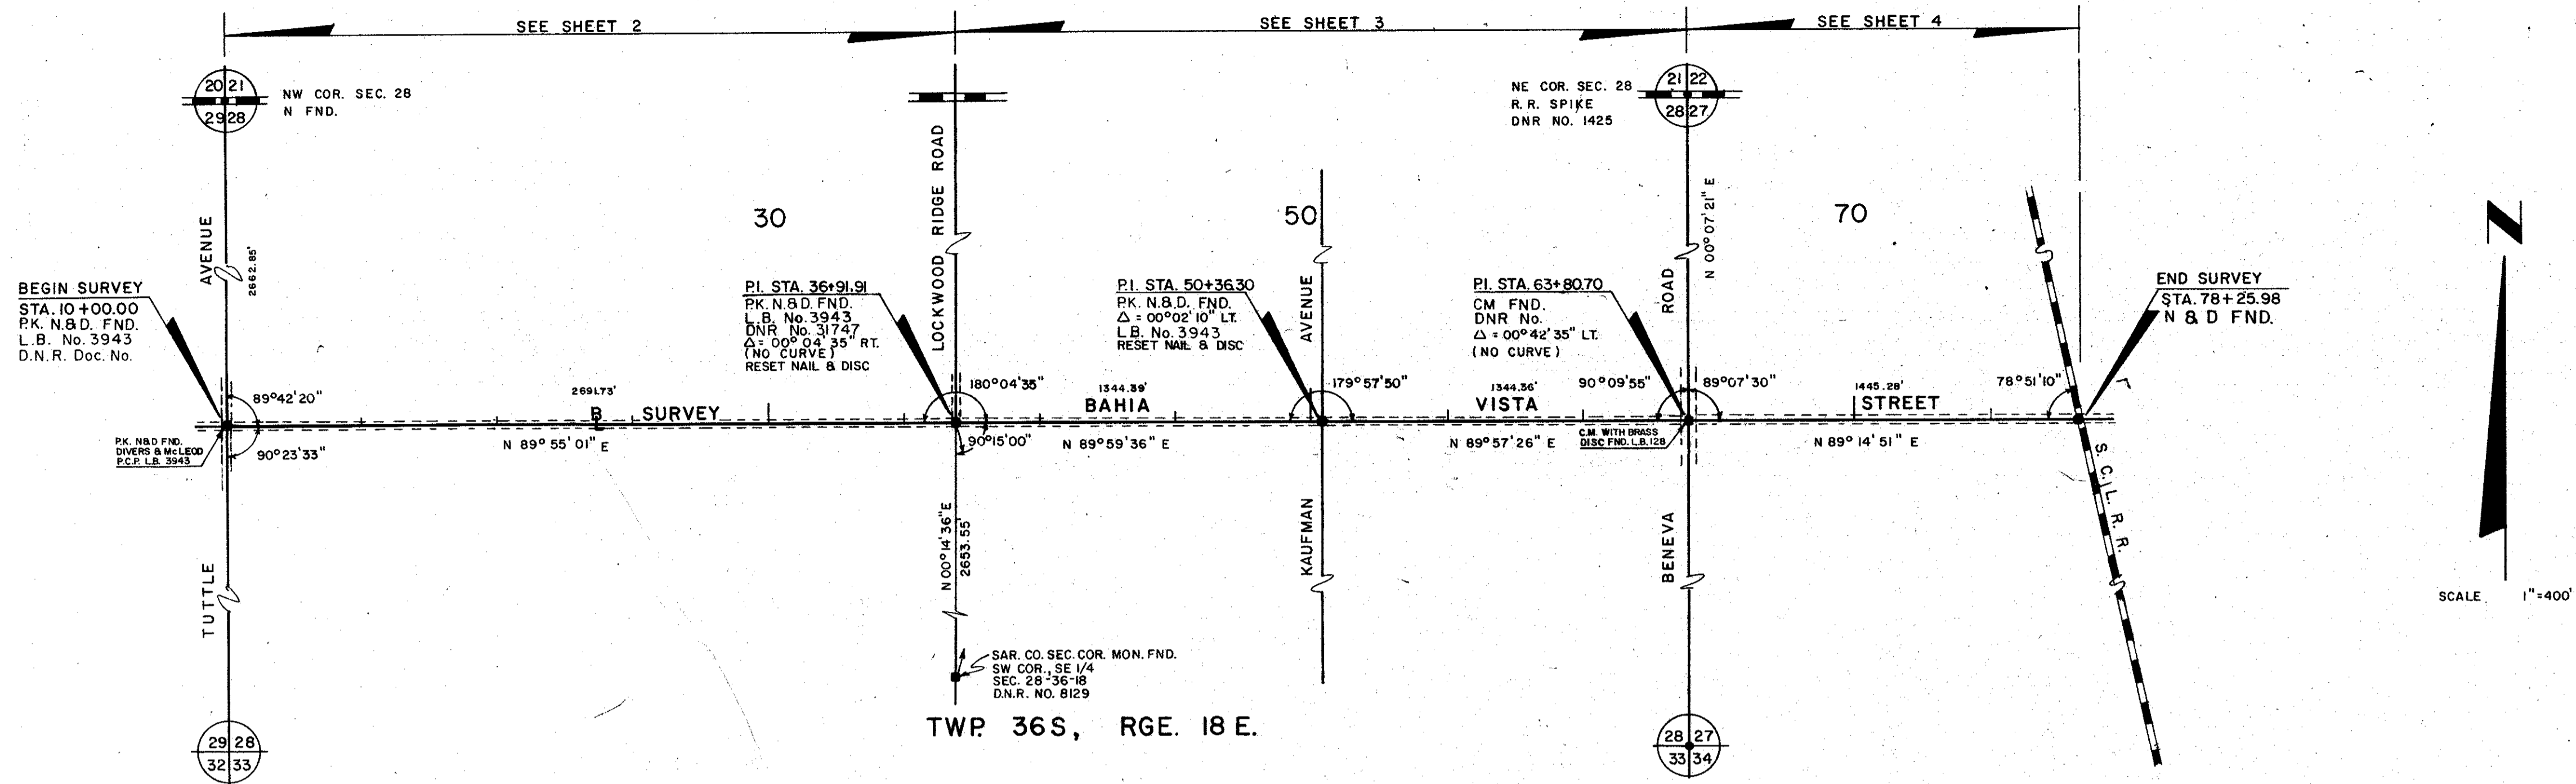 SEE SHEET 2
SEE SHEET 3
SEE SHEET 4
20 21
29 28
NW COR. SEC. 28
N FND.
NE COR. SEC. 28
R.R. SPIKE
DNR NO. 1425
21 22
28 27
30
50
70
AVENUE
2662.85'
LOCKWOOD RIDGE ROAD
AVENUE
ROAD
N 00°07'21" E
N
BEGIN SURVEY
STA. 10+00.00
P.K. N.&D. FND.
L.B. No. 3943
D.N.R. Doc. No.
P.I. STA. 36+91.91
P.K. N.&D. FND.
L.B. No. 3943
DNR No. 31747
Δ = 00° 04' 35" RT.
(NO CURVE)
RESET NAIL & DISC
P.I. STA. 50+36.30
P.K. N.&D. FND.
Δ = 00°02'10" LT.
L.B. No. 3943
RESET NAIL & DISC
P.I. STA. 63+80.70
CM FND.
DNR No.
Δ = 00°42'35" LT.
(NO CURVE)
END SURVEY
STA. 78+25.98
N & D FND.
89°42'20"
2691.73'
180°04'35"
1344.39'
179°57'50"
1344.36'
90°09'55"
89°07'30"
1445.28'
78°51'10"
B SURVEY
BAHIA
VISTA
STREET
P.K. N&D FND.
DIVERS & McLEOD
P.C.P. L.B. 3943
90°23'33"
N 89°55'01" E
90°15'00"
N 89°59'36" E
N 89°57'26" E
C.M. WITH BRASS
DISC FND. L.B. 128
N 89°14'51" E
TUTTLE
N 00°14'36" E
2653.55'
KAUFMAN
BENEVA
S. C. L. R. R.
SCALE 1"=400'
SAR. CO. SEC. COR. MON. FND.
SW COR., SE 1/4
SEC. 28-36-18
D.N.R. NO. 8129
TWP. 36S, RGE. 18 E.
29 28
32 33
28 27
33 34